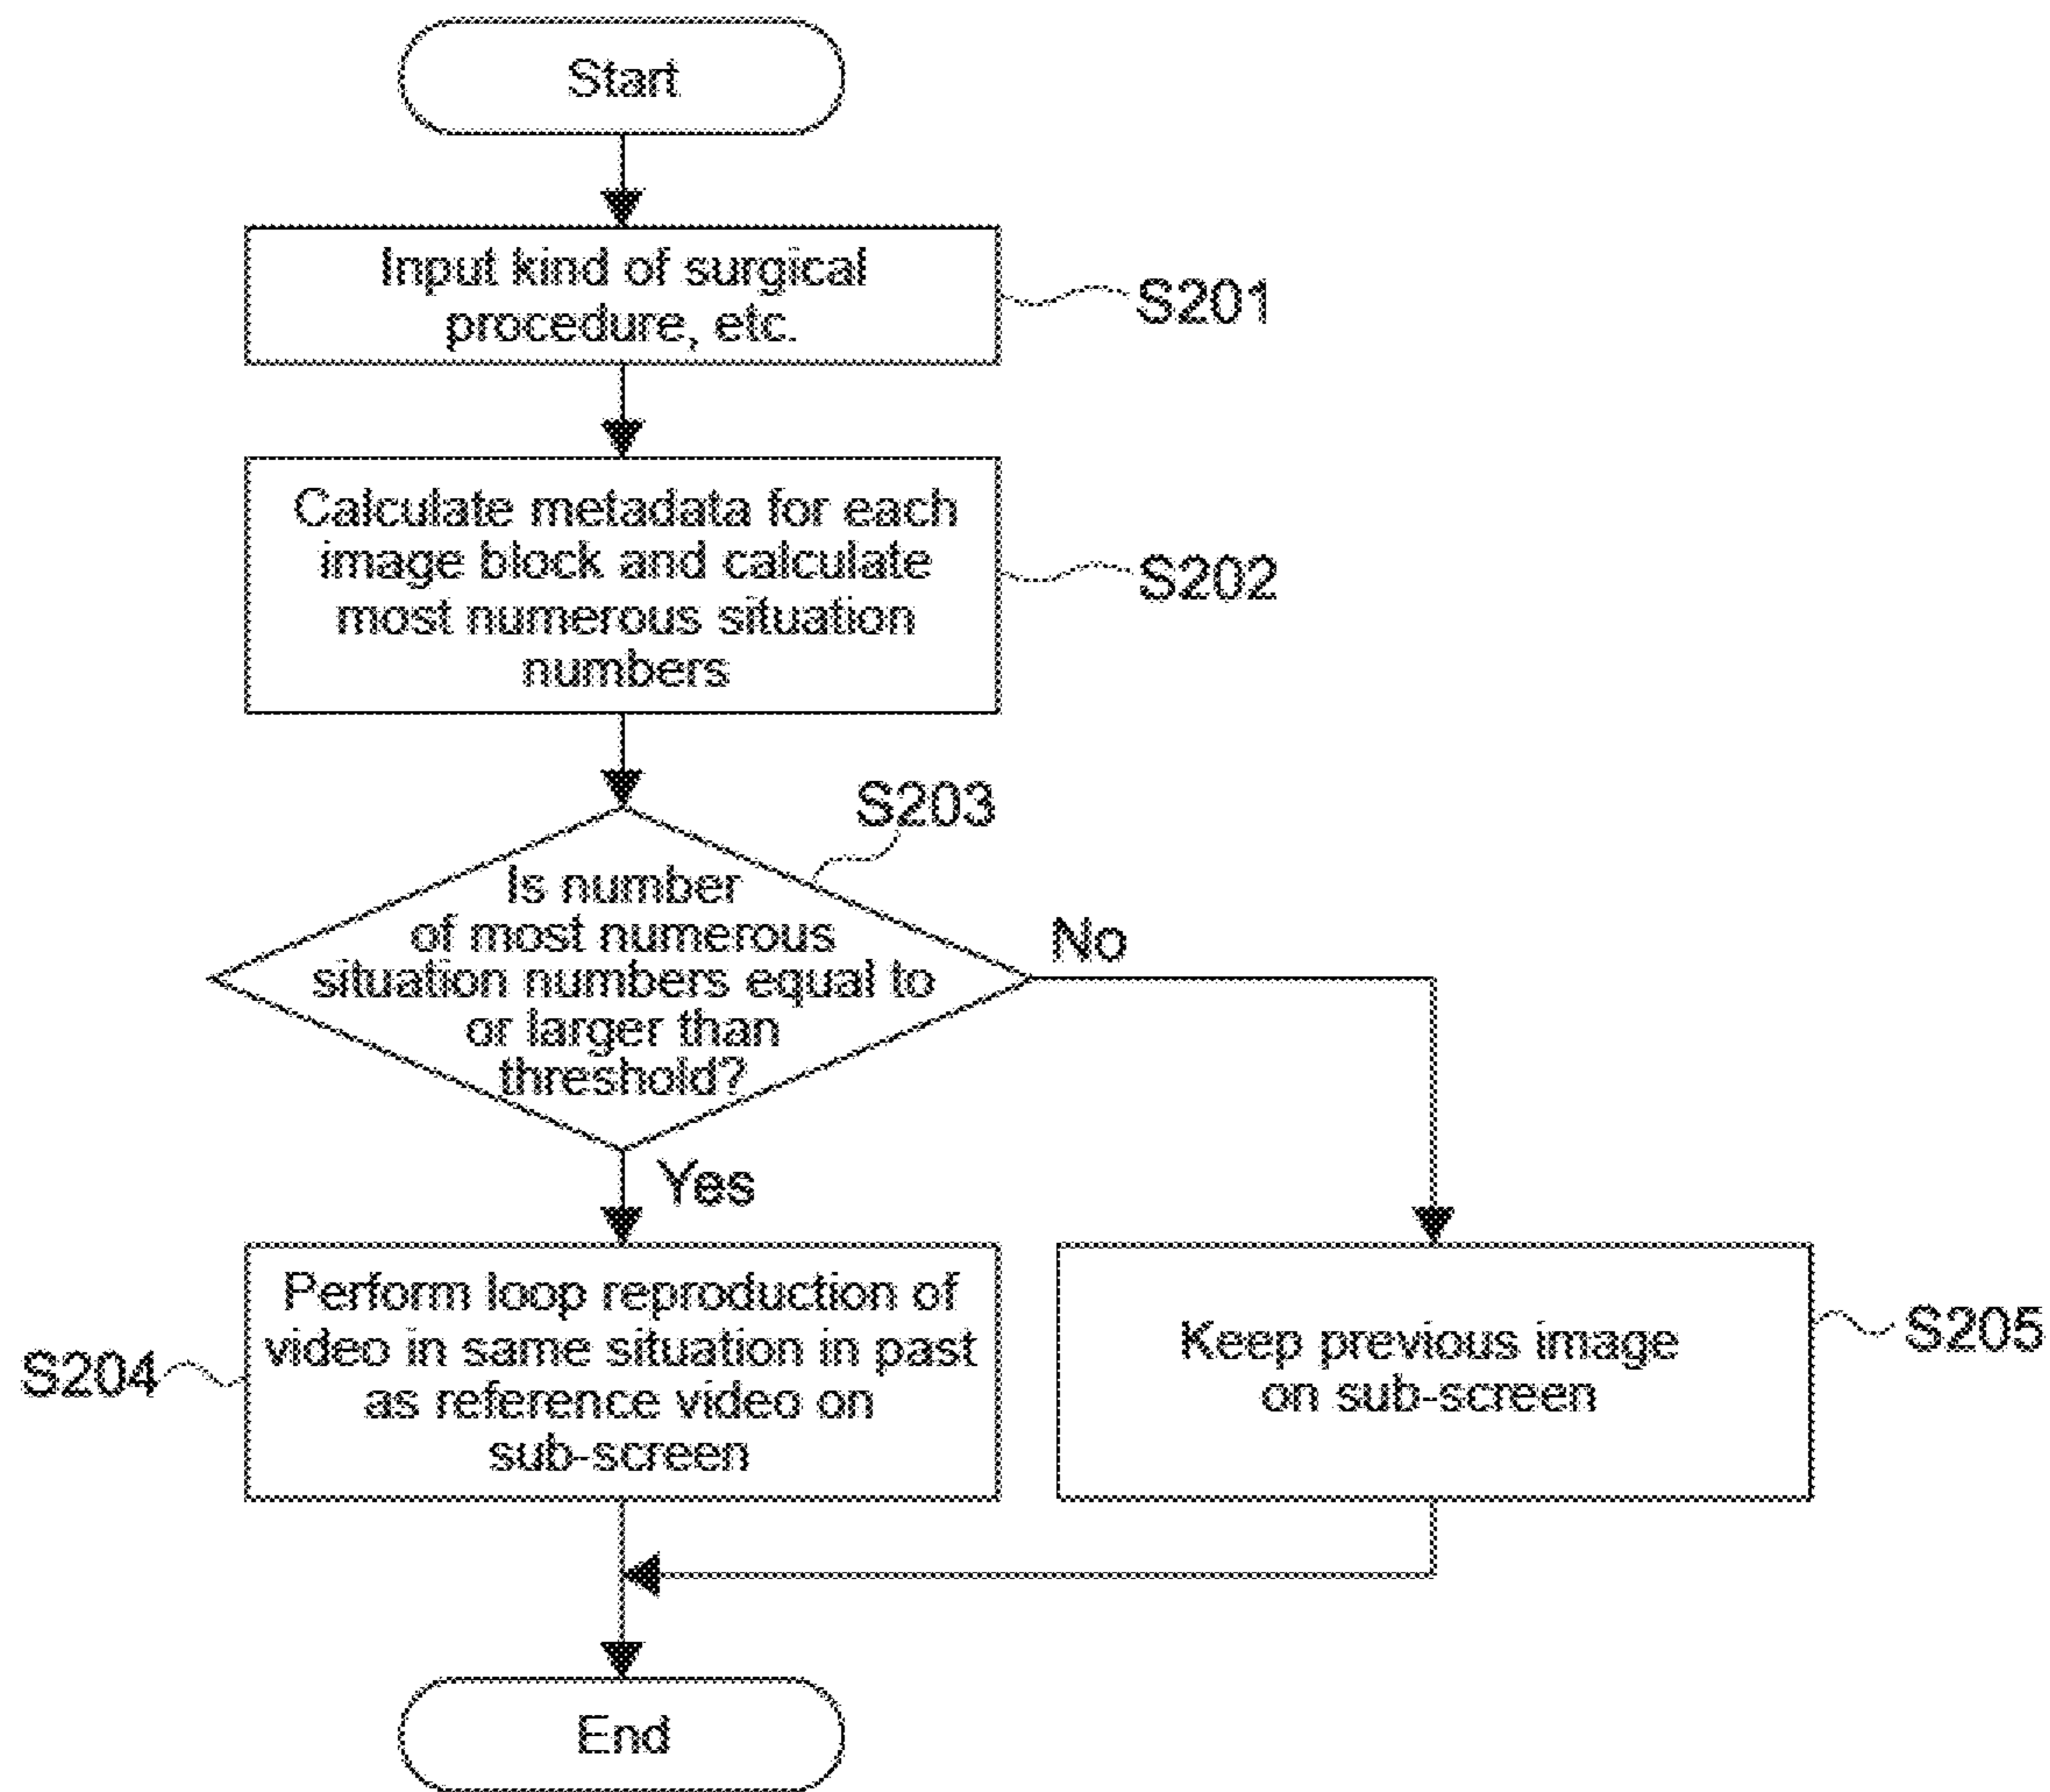 Start
Input kind of surgical
procedure, etc.
S201
Calculate metadata for each
image block and calculate
most numerous situation
numbers
S202
S203
Is number
of most numerous
situation numbers equal to
or larger than
threshold?
No
Yes
Perform loop reproduction of
video in same situation in past
as reference video on
sub-screen
S204
Keep previous image
on sub-screen
S205
End